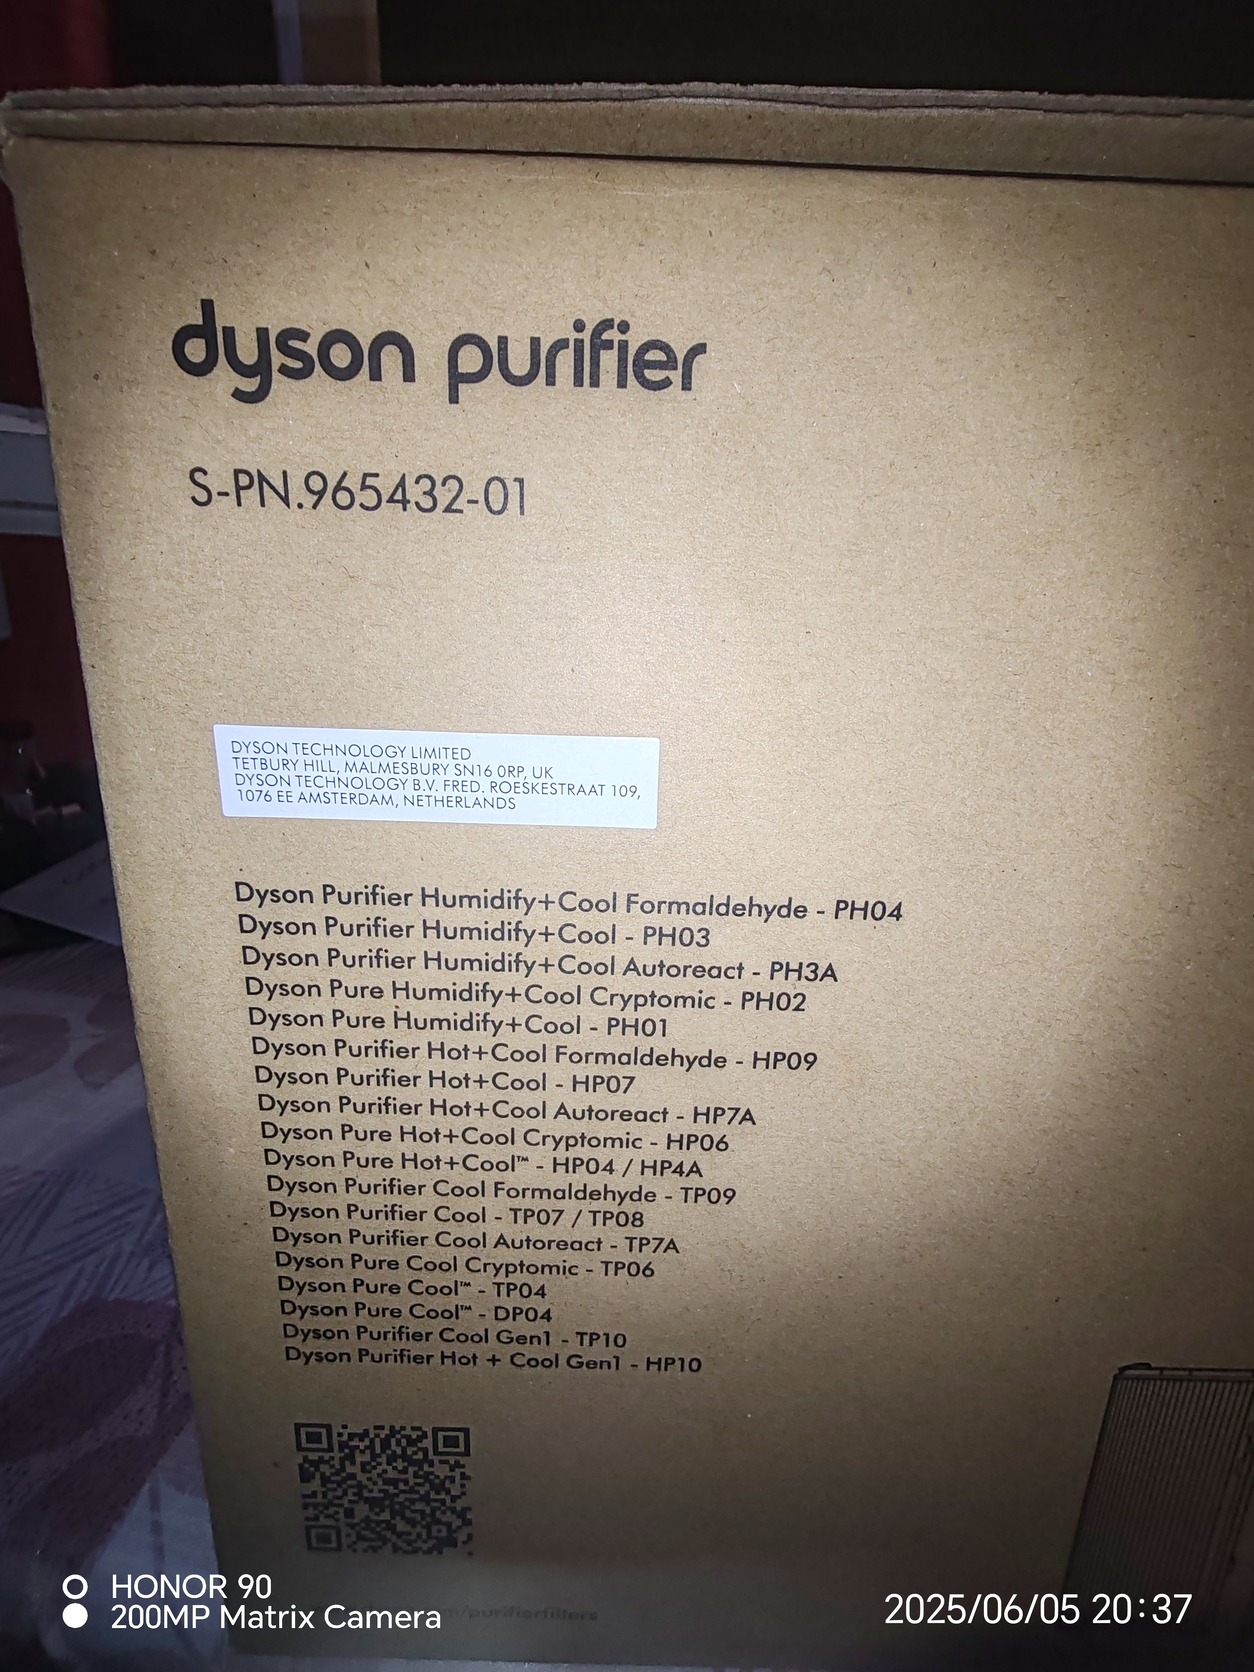 dyson purifier
S-PN.965432-01
DYSON TECHNOLOGY LIMITED
TETBURY HILL, MALMESBURY SN16 0RP, UK
DYSON TECHNOLOGY B.V. FRED. ROESKESTRAAT 109,
1076 EE AMSTERDAM, NETHERLANDS
Dyson Purifier Humidify+Cool Formaldehyde - PH04
Dyson Purifier Humidify+Cool - PH03
Dyson Purifier Humidify+Cool Autoreact - PH3A
Dyson Pure Humidify+Cool Cryptomic - PH02
Dyson Pure Humidify+Cool - PH01
Dyson Purifier Hot+Cool Formaldehyde - HP09
Dyson Purifier Hot+Cool - HP07
Dyson Purifier Hot+Cool Autoreact - HP7A
Dyson Pure Hot+Cool Cryptomic - HP06
Dyson Pure Hot+Cool™ - HP04 / HP4A
Dyson Purifier Cool Formaldehyde - TP09
Dyson Purifier Cool - TP07 / TP08
Dyson Purifier Cool Autoreact - TP7A
Dyson Pure Cool Cryptomic - TP06
Dyson Pure Cool™ - TP04
Dyson Pure Cool™ - DP04
Dyson Purifier Cool Gen1 - TP10
Dyson Purifier Hot + Cool Gen1 - HP10
/purifierfilters
HONOR 90
200MP Matrix Camera
2025/06/05 20:37